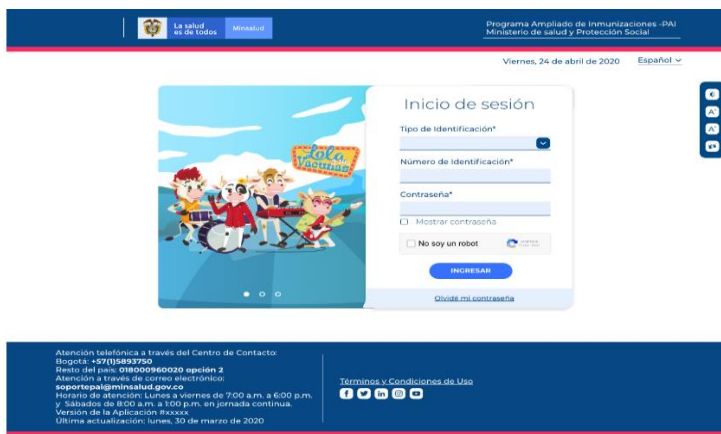 La salud
es de todos
Minsalud
Programa Ampliado de Inmunizaciones -PAI
Ministerio de salud y Protección Social
Viernes, 24 de abril de 2020
Español
Inicio de sesión
Tipo de Identificación*
Número de Identificación*
Contraseña*
Mostrar contraseña
No soy un robot
INGRESAR
Olvidé mi contraseña
Lola
Vacunas
A
A
Atención telefónica a través del Centro de Contacto:
Bogotá: +57(1)5893750
Resto del país: 018000960020 opción 2
Atención a través de correo electrónico:
soportepai@minsalud.gov.co
Horario de atención: Lunes a viernes de 7:00 a.m. a 6:00 p.m.
y Sábados de 8:00 a.m. a 1:00 p.m. en jornada continua.
Versión de la Aplicación #xxxxx
Última actualización: lunes, 30 de marzo de 2020
Términos y Condiciones de Uso